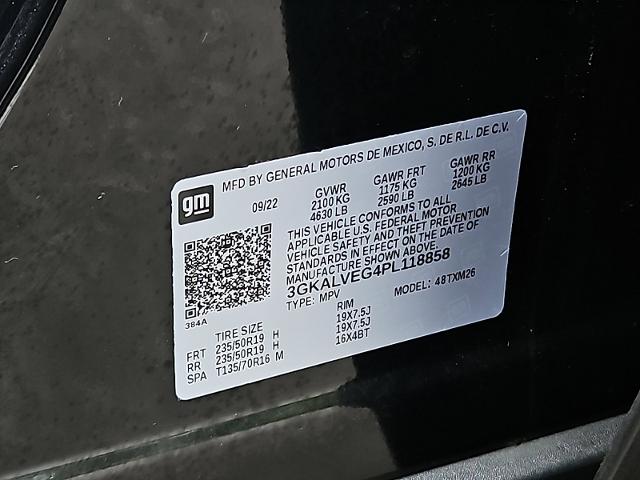 gm
MFD BY GENERAL MOTORS DE MEXICO, S. DE R.L. DE C.V.
09/22 GVWR GAWR FRT GAWR RR
2100 KG 1175 KG 1200 KG
4630 LB 2590 LB 2645 LB
THIS VEHICLE CONFORMS TO ALL
APPLICABLE U.S. FEDERAL MOTOR
VEHICLE SAFETY AND THEFT PREVENTION
STANDARDS IN EFFECT ON THE DATE OF
MANUFACTURE SHOWN ABOVE.
3GKALVEG4PL118858
TYPE: MPV MODEL: 48TXM26
384A
TIRE SIZE RIM
FRT 235/50R19 H 19X7.5J
RR 235/50R19 H 19X7.5J
SPA T135/70R16 M 16X4BT